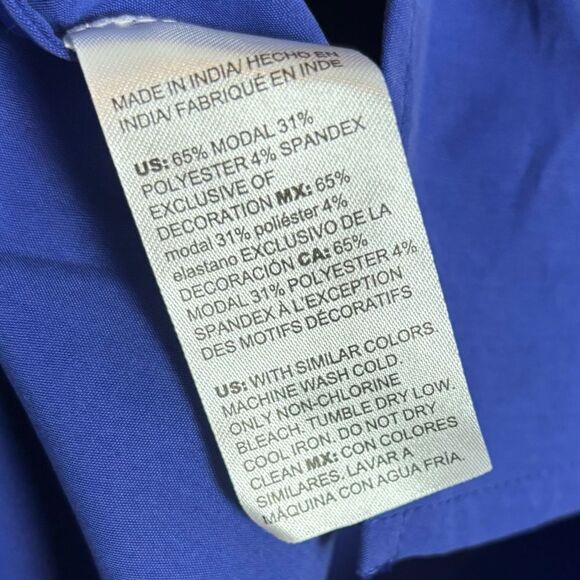 MADE IN INDIA/ HECHO EN
INDIA/ FABRIQUÉ EN INDE
US: 65% MODAL 31%
POLYESTER 4% SPANDEX
EXCLUSIVE OF
DECORATION MX: 65%
modal 31% poliéster 4%
elastano EXCLUSIVO DE LA
DECORACIÓN CA: 65%
MODAL 31% POLYESTER 4%
SPANDEX À L'EXCEPTION
DES MOTIFS DÉCORATIFS
US: WITH SIMILAR COLORS.
MACHINE WASH COLD.
ONLY NON-CHLORINE
BLEACH. TUMBLE DRY LOW.
COOL IRON. DO NOT DRY
CLEAN MX: CON COLORES
SIMILARES. LAVAR A
MÁQUINA CON AGUA FRÍA.